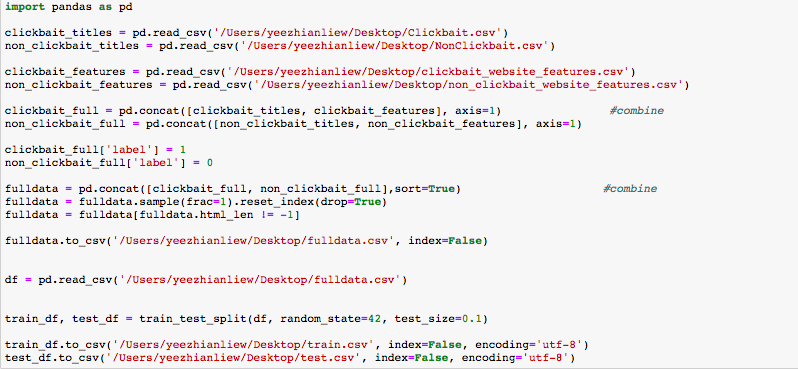 import pandas as pd
clickbait_titles = pd.read_csv('/Users/yeezhianliew/Desktop/Clickbait.csv')
non_clickbait_titles = pd.read_csv('/Users/yeezhianliew/Desktop/NonClickbait.csv')
clickbait_features = pd.read_csv('/Users/yeezhianliew/Desktop/clickbait_website_features.csv')
non_clickbait_features = pd.read_csv('/Users/yeezhianliew/Desktop/non_clickbait_website_features.csv')
clickbait_full = pd.concat([clickbait_titles, clickbait_features], axis=1) #combine
non_clickbait_full = pd.concat([non_clickbait_titles, non_clickbait_features], axis=1)
clickbait_full['label'] = 1
non_clickbait_full['label'] = 0
fulldata = pd.concat([clickbait_full, non_clickbait_full],sort=True) #combine
fulldata = fulldata.sample(frac=1).reset_index(drop=True)
fulldata = fulldata[fulldata.html_len != -1]
fulldata.to_csv('/Users/yeezhianliew/Desktop/fulldata.csv', index=False)
df = pd.read_csv('/Users/yeezhianliew/Desktop/fulldata.csv')
train_df, test_df = train_test_split(df, random_state=42, test_size=0.1)
train_df.to_csv('/Users/yeezhianliew/Desktop/train.csv', index=False, encoding='utf-8')
test_df.to_csv('/Users/yeezhianliew/Desktop/test.csv', index=False, encoding='utf-8')